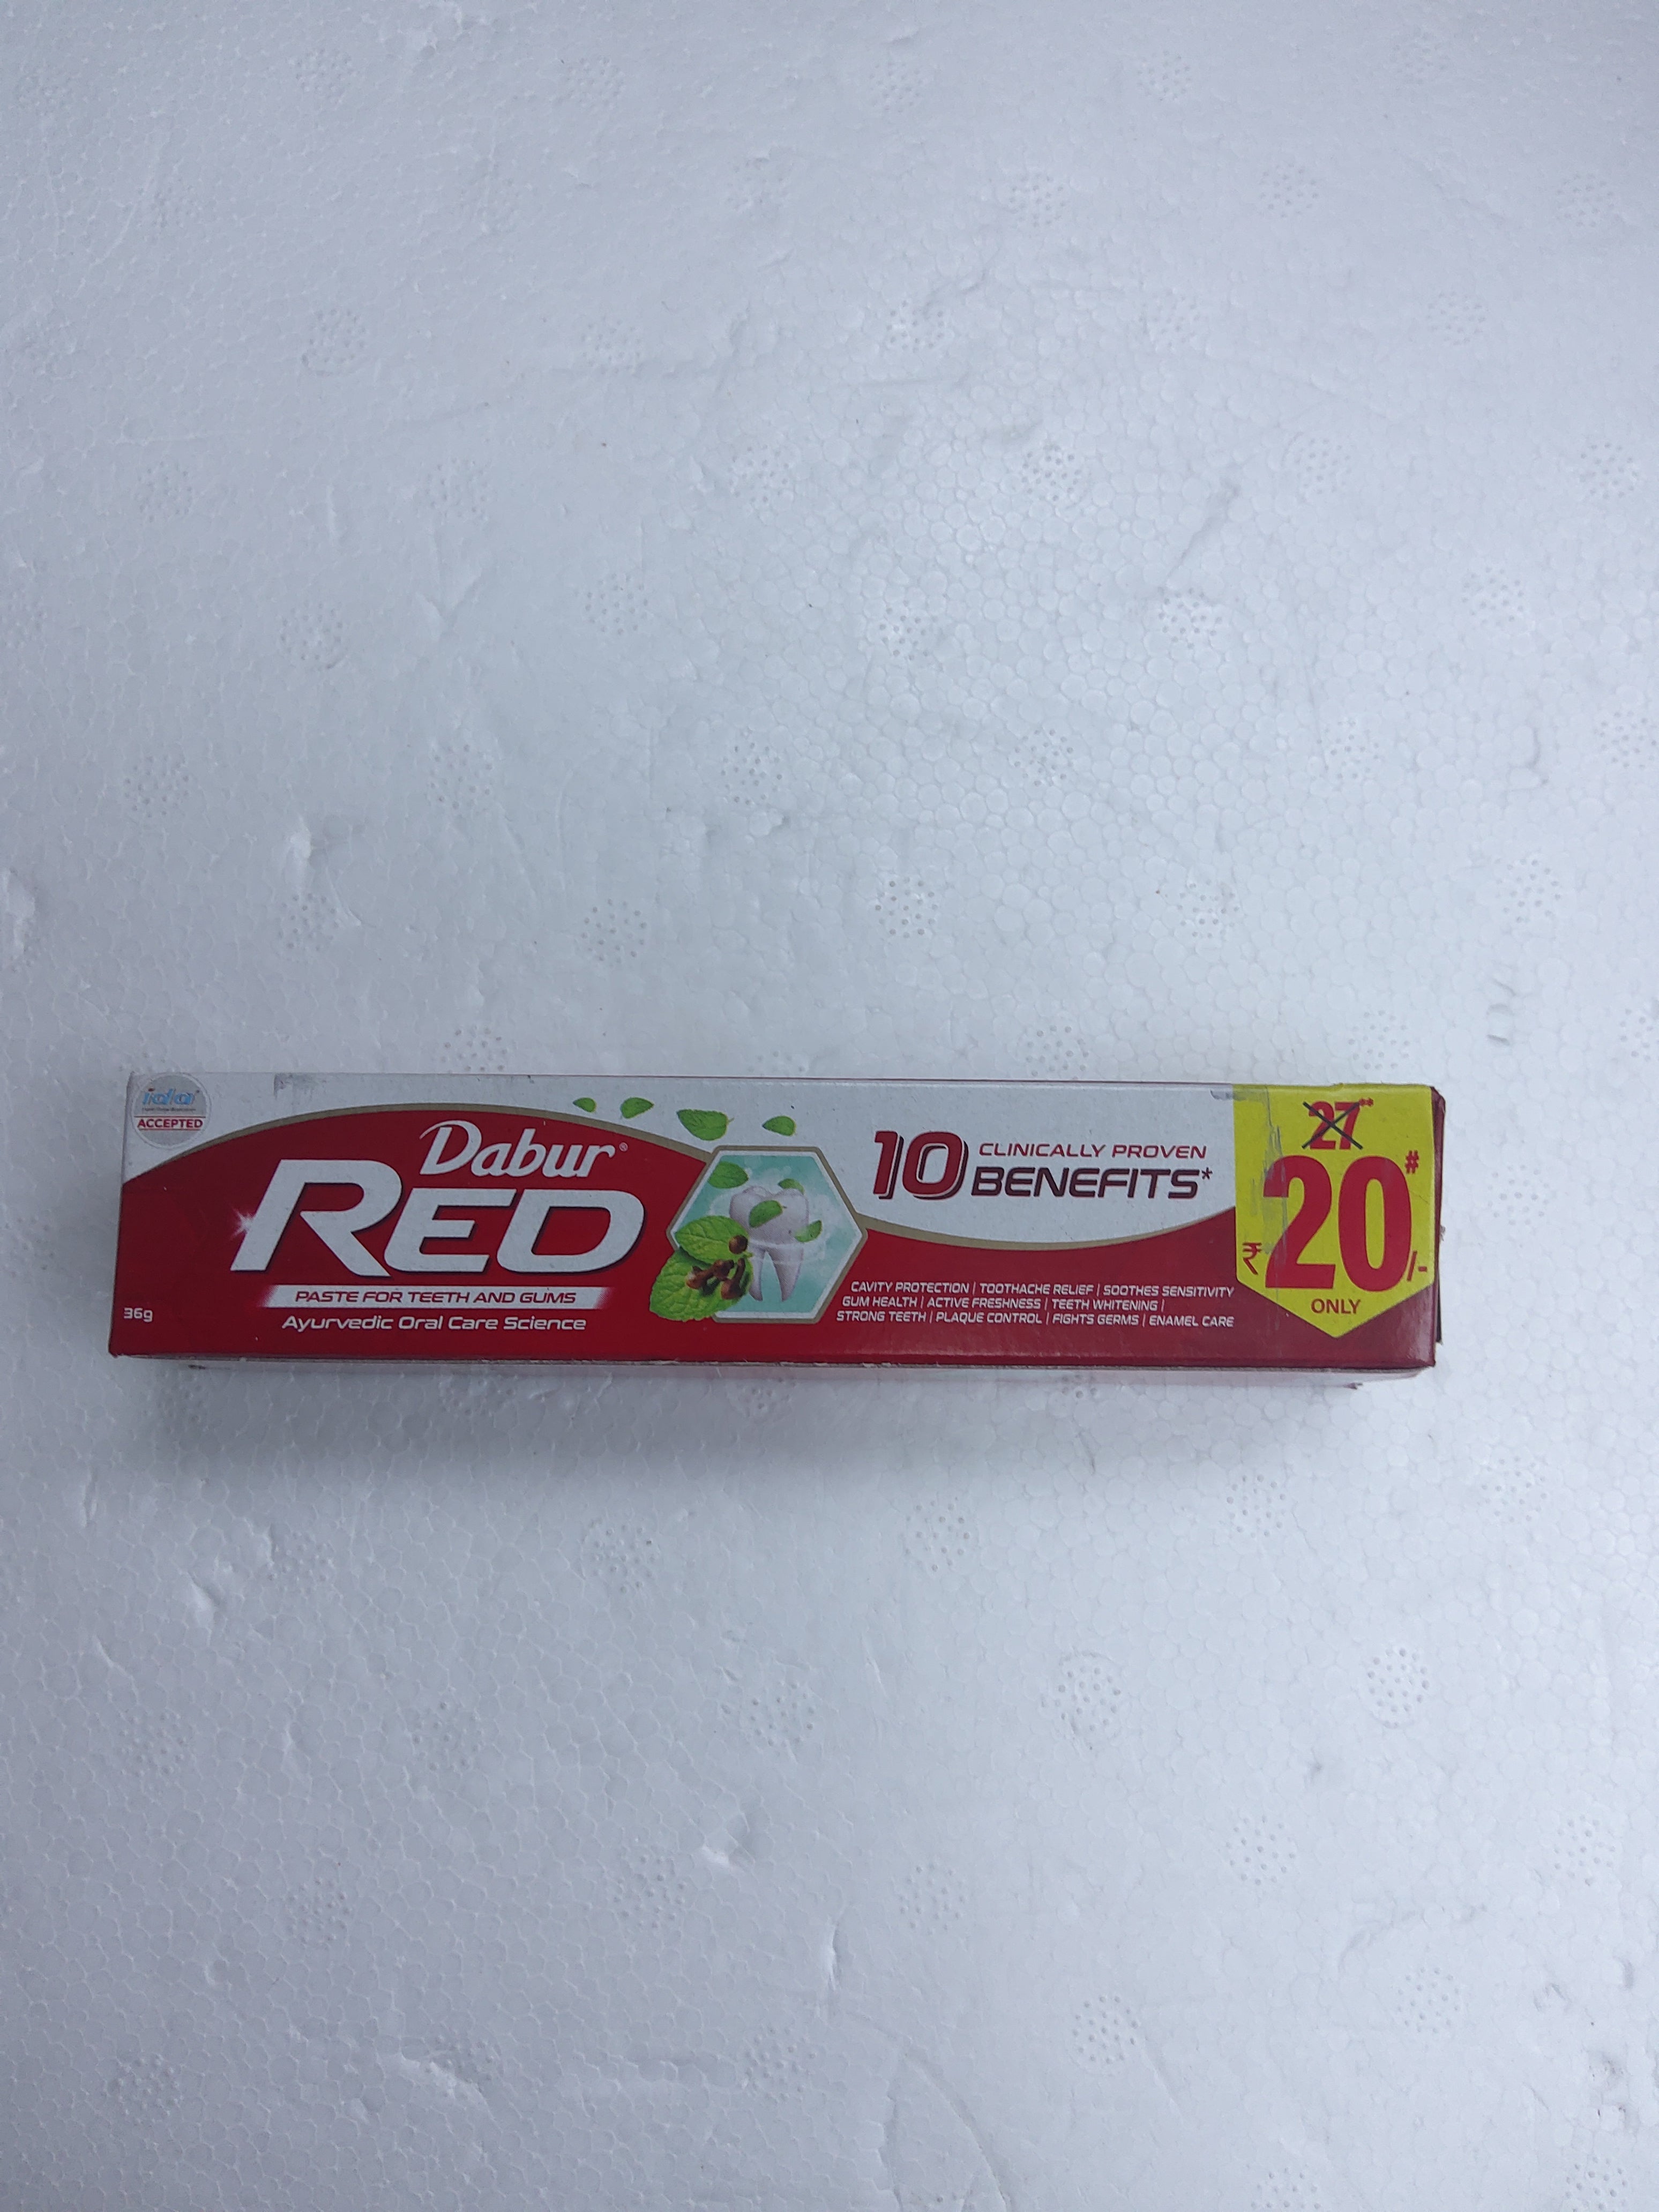 ACCEPTED
Dabur®
RED
PASTE FOR TEETH AND GUMS
Ayurvedic Oral Care Science
36g
10 CLINICALLY PROVEN
BENEFITS*
CAVITY PROTECTION | TOOTHACHE RELIEF | SOOTHES SENSITIVITY
GUM HEALTH | ACTIVE FRESHNESS | TEETH WHITENING |
STRONG TEETH | PLAQUE CONTROL | FIGHTS GERMS | ENAMEL CARE
27**
₹20#/-
ONLY